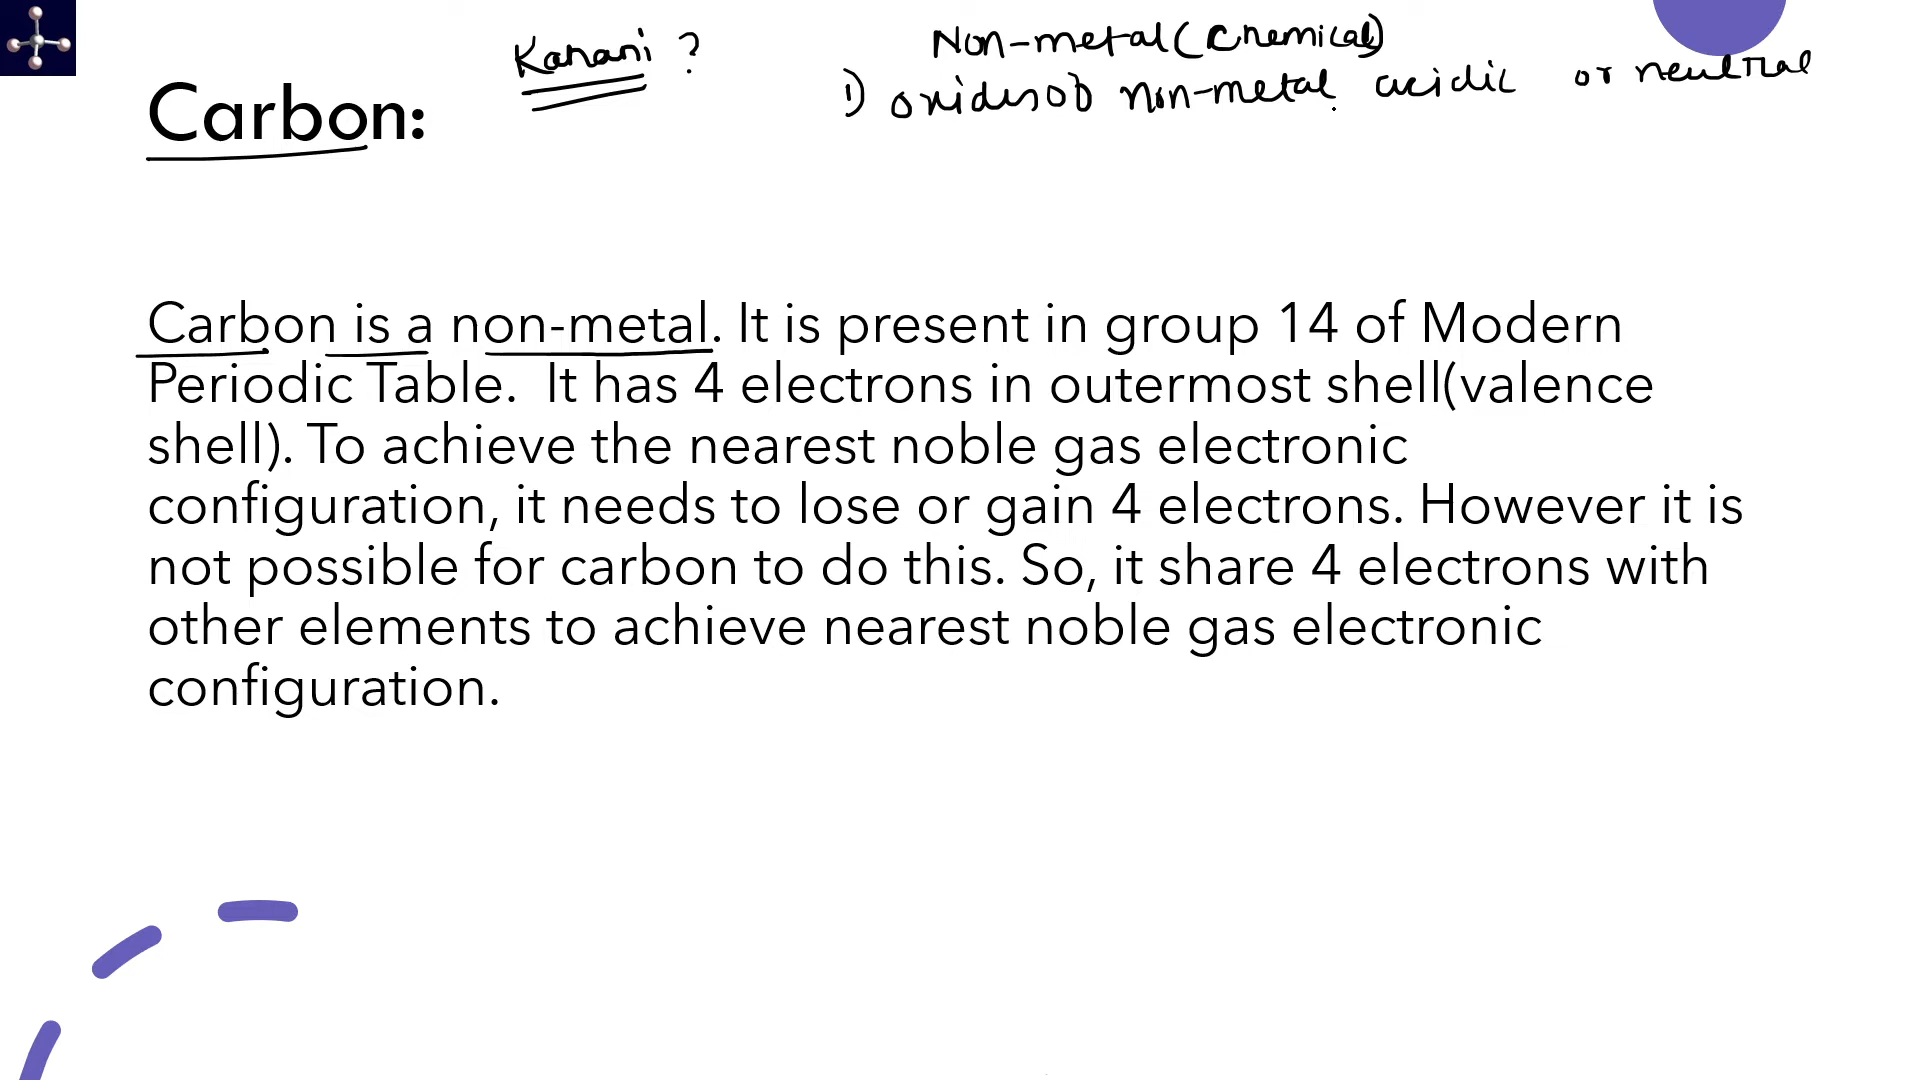 Kahani ?
Non-metal (Chemical)
1) oxides of non-metal acidic or neutral
Carbon:
Carbon is a non-metal. It is present in group 14 of Modern
Periodic Table. It has 4 electrons in outermost shell(valence
shell). To achieve the nearest noble gas electronic
configuration, it needs to lose or gain 4 electrons. However it is
not possible for carbon to do this. So, it share 4 electrons with
other elements to achieve nearest noble gas electronic
configuration.